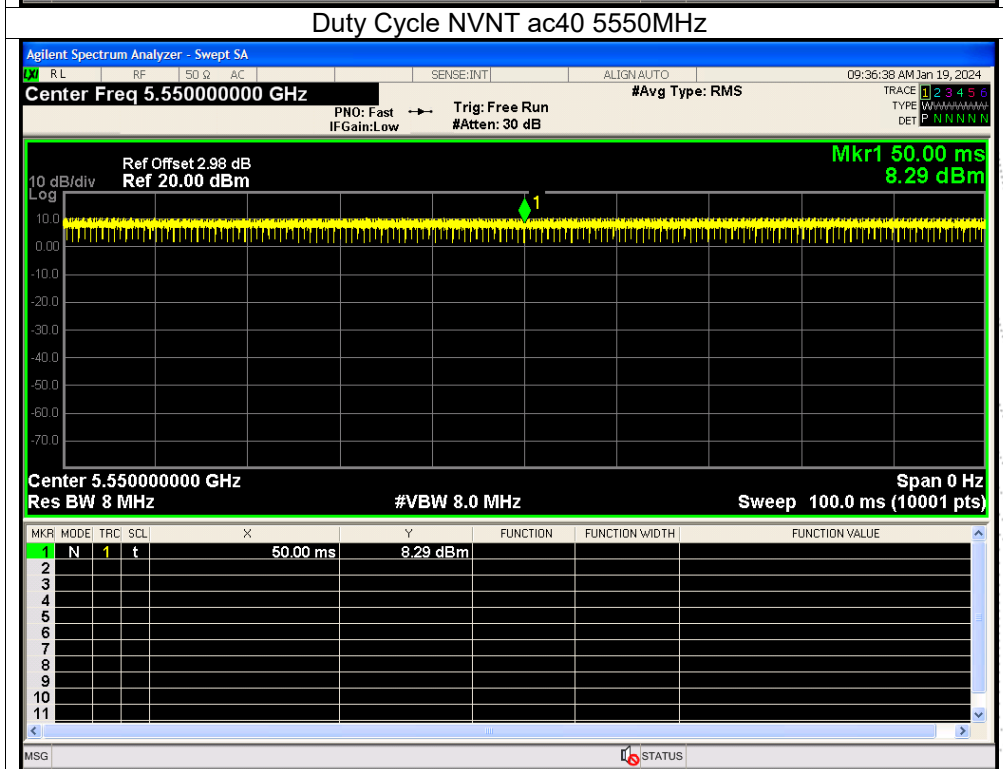 Duty Cycle NVNT ac40 5550MHz
Agilent Spectrum Analyzer - Swept SA
LXI RL RF 50 Ω AC SENSE:INT ALIGN AUTO 09:36:38 AM Jan 19, 2024
Center Freq 5.550000000 GHz #Avg Type: RMS TRACE 1 2 3 4 5 6
PNO: Fast Trig: Free Run TYPE WWWWWW
IFGain:Low #Atten: 30 dB DET P N N N N N
Mkr1 50.00 ms
Ref Offset 2.98 dB 8.29 dBm
10 dB/div Ref 20.00 dBm
Log
1
10.0
0.00
-10.0
-20.0
-30.0
-40.0
-50.0
-60.0
-70.0
Center 5.550000000 GHz Span 0 Hz
Res BW 8 MHz #VBW 8.0 MHz Sweep 100.0 ms (10001 pts)
MKR MODE TRC SCL X Y FUNCTION FUNCTION WIDTH FUNCTION VALUE
1 N 1 t 50.00 ms 8.29 dBm
2
3
4
5
6
7
8
9
10
11
MSG STATUS